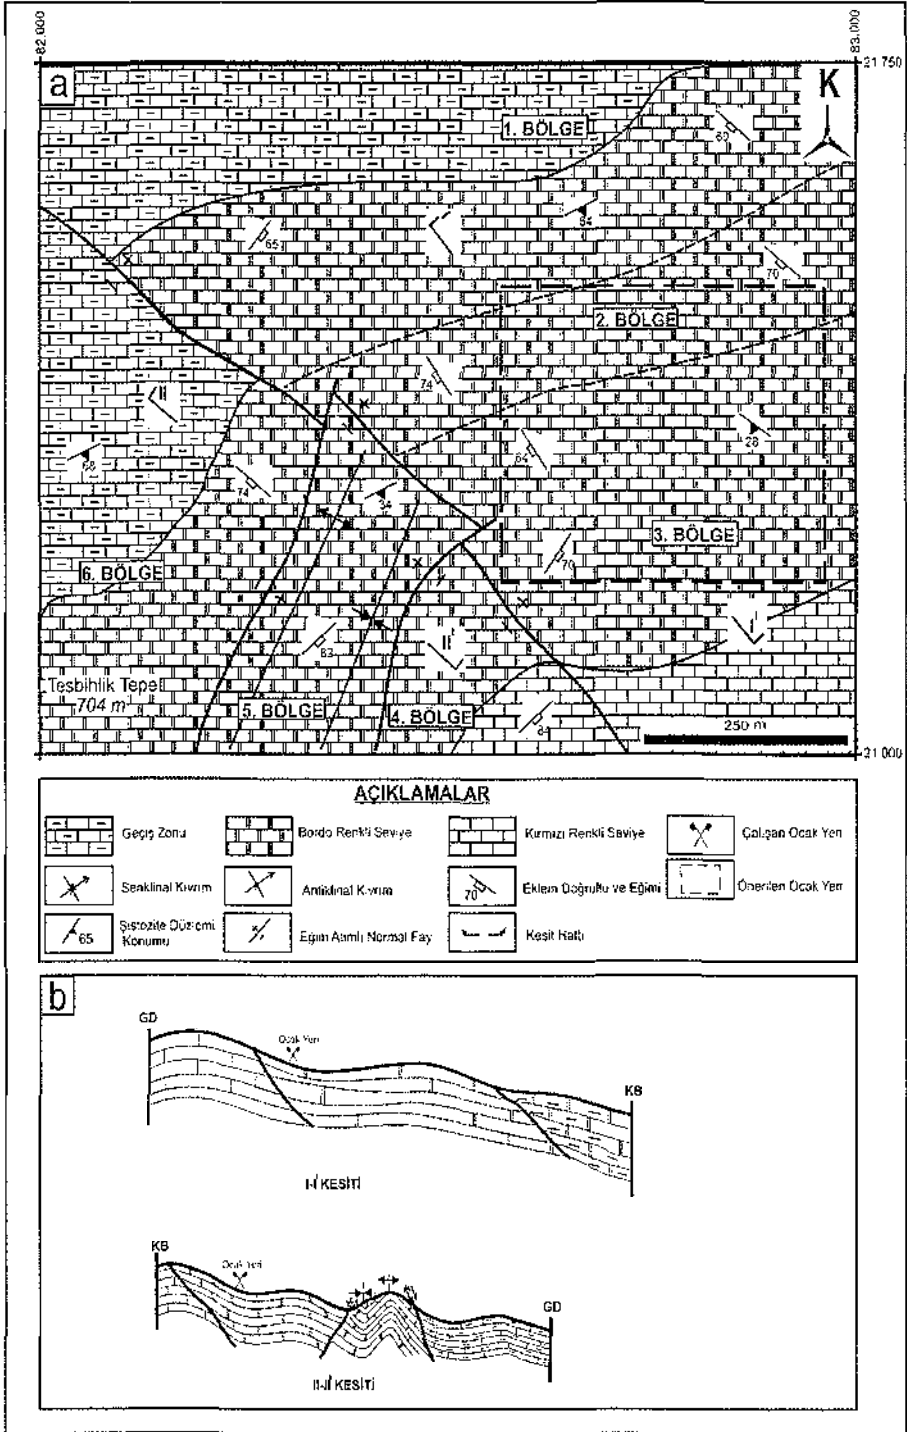 82.000
83.000
21 750
a
K
1. BÖLGE
60
65
64
70
2. BÖLGE
74
68
74
34
64
28
3. BÖLGE
70
6. BÖLGE
I'
83
II'
Tesbihlik Tepe
704 m
5. BÖLGE
4. BÖLGE
84
250 m
21 000
AÇIKLAMALAR
Geçiş Zonu
Bordo Renkli Seviye
Kırmızı Renkli Seviye
Çalışan Ocak Yeri
Senklinal Kıvrım
Antiklinal Kıvrım
70
Eklem Doğrultu ve Eğimi
Önerilen Ocak Yeri
65
Şistozite Düzlemi
Konumu
Eğim Atımlı Normal Fay
Kesit Hattı
b
GD
Ocak Yeri
KB
I-I' KESİTİ
KB
Ocak Yeri
GD
II-II' KESİTİ